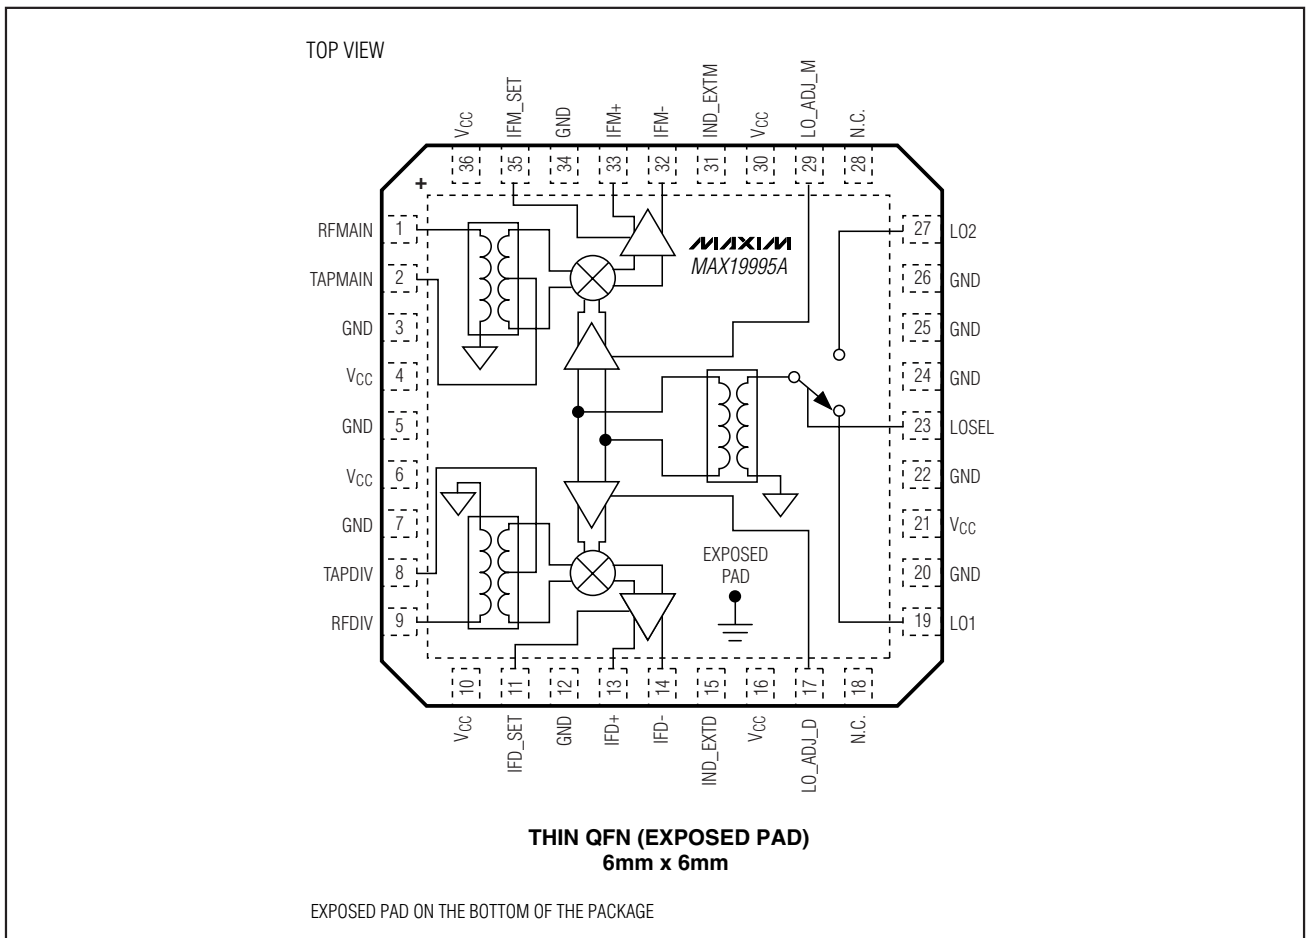 TOP VIEW
VCC
IFM_SET
GND
IFM+
IFM-
IND_EXTM
VCC
LO_ADJ_M
N.C.
36
35
34
33
32
31
30
29
28
+
RFMAIN 1
TAPMAIN 2
GND 3
VCC 4
GND 5
VCC 6
GND 7
TAPDIV 8
RFDIV 9
MAXIM
MAX19995A
EXPOSED
PAD
27 LO2
26 GND
25 GND
24 GND
23 LOSEL
22 GND
21 VCC
20 GND
19 LO1
10
11
12
13
14
15
16
17
18
VCC
IFD_SET
GND
IFD+
IFD-
IND_EXTD
VCC
LO_ADJ_D
N.C.
THIN QFN (EXPOSED PAD)
6mm x 6mm
EXPOSED PAD ON THE BOTTOM OF THE PACKAGE